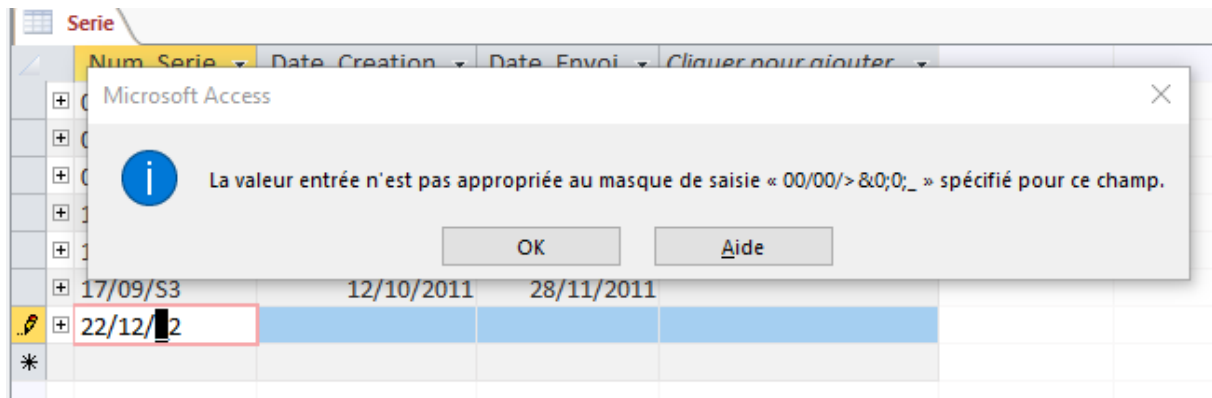 Serie
Num_Serie Date_Creation Date_Envoi Cliquer pour ajouter
Microsoft Access
La valeur entrée n'est pas appropriée au masque de saisie « 00/00/>&0;0;_ » spécifié pour ce champ.
OK Aide
17/09/S3 12/10/2011 28/11/2011
22/12/_2